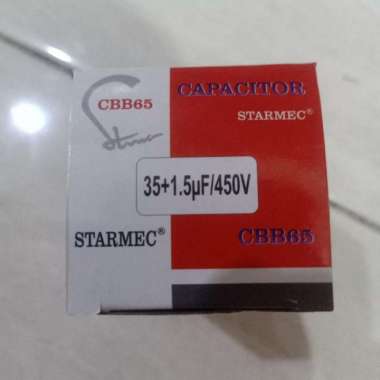 CBB65
CAPACITOR
STARMEC®
35+1.5µF/450V
STARMEC®
CBB65